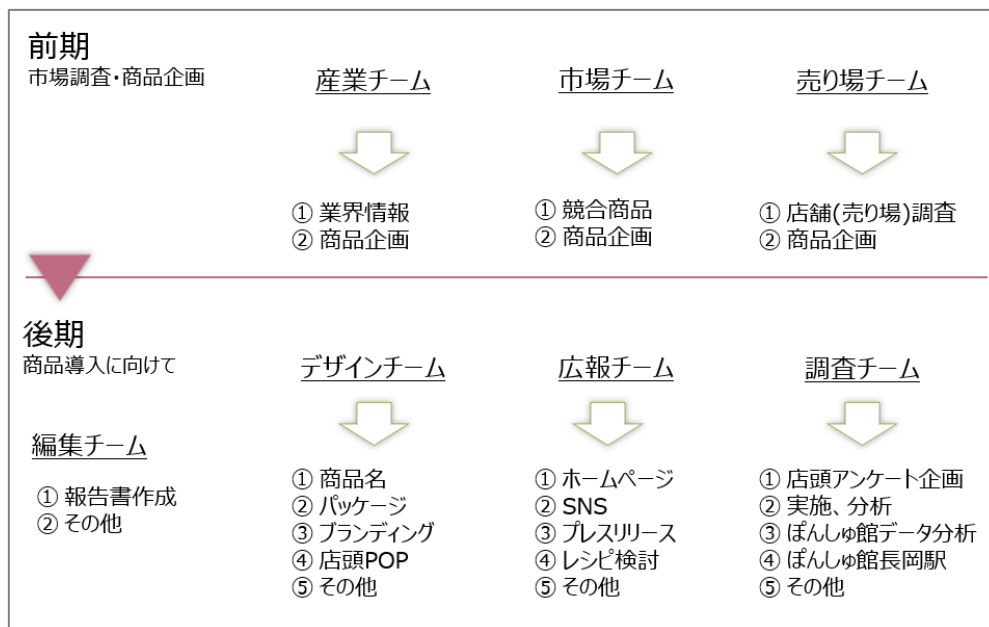 前期
市場調査・商品企画
産業チーム
市場チーム
売り場チーム
① 業界情報
② 商品企画
① 競合商品
② 商品企画
① 店舗(売り場)調査
② 商品企画
後期
商品導入に向けて
編集チーム
① 報告書作成
② その他
デザインチーム
① 商品名
② パッケージ
③ ブランディング
④ 店頭POP
⑤ その他
広報チーム
① ホームページ
② SNS
③ プレスリリース
④ レシピ検討
⑤ その他
調査チーム
① 店頭アンケート企画
② 実施、分析
③ ぽんしゅ館データ分析
④ ぽんしゅ館長岡駅
⑤ その他